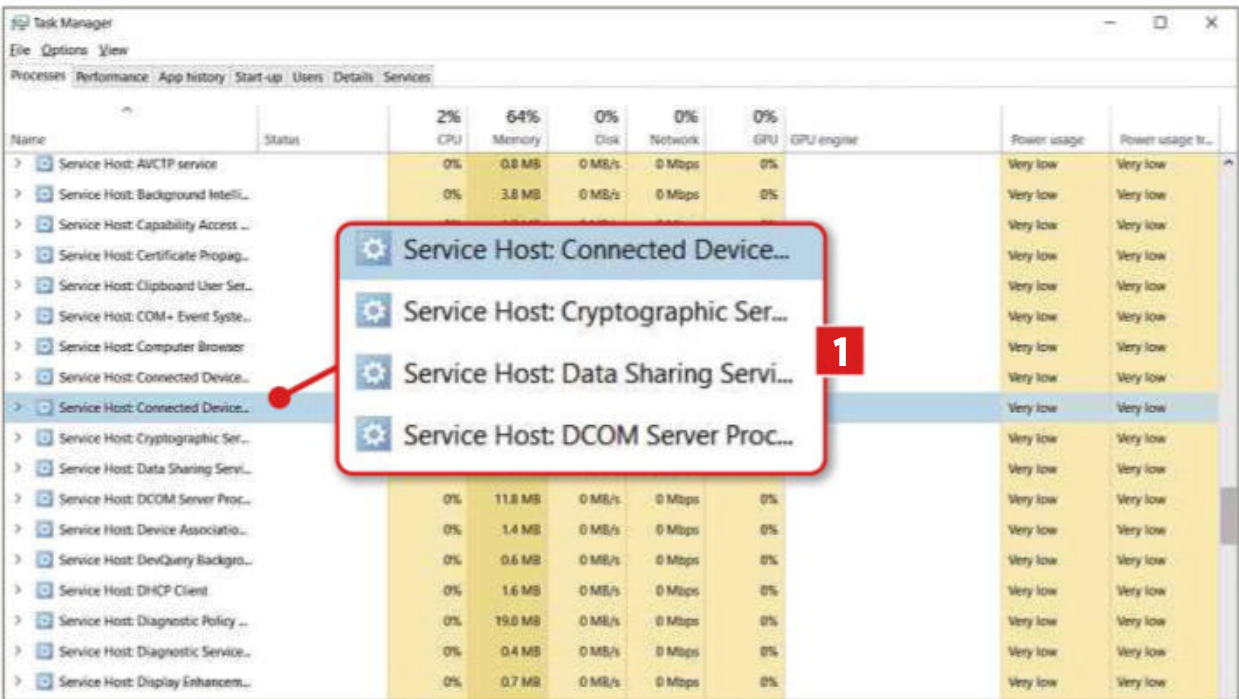 Task Manager
File Options View
Processes Performance App history Start-up Users Details Services
2% 64% 0% 0% 0%
Name Status CPU Memory Disk Network GPU GPU engine Power usage Power usage tr...
Service Host: AVCTP service 0% 0.8 MB 0 MB/s 0 Mbps 0% Very low Very low
Service Host: Background Intelli... 0% 3.8 MB 0 MB/s 0 Mbps 0% Very low Very low
Service Host: Capability Access ... Very low Very low
Service Host: Certificate Propag... Very low Very low
Service Host: Clipboard User Ser... Very low Very low
Service Host: COM+ Event Syste... Very low Very low
Service Host: Computer Browser Very low Very low
Service Host: Connected Device... Very low Very low
Service Host: Connected Device... Very low Very low
Service Host: Cryptographic Ser... Very low Very low
Service Host: Data Sharing Servi... Very low Very low
Service Host: DCOM Server Proc... 0% 11.8 MB 0 MB/s 0 Mbps 0% Very low Very low
Service Host: Device Associatio... 0% 1.4 MB 0 MB/s 0 Mbps 0% Very low Very low
Service Host: DevQuery Backgro... 0% 0.6 MB 0 MB/s 0 Mbps 0% Very low Very low
Service Host: DHCP Client 0% 1.6 MB 0 MB/s 0 Mbps 0% Very low Very low
Service Host: Diagnostic Policy ... 0% 19.0 MB 0 MB/s 0 Mbps 0% Very low Very low
Service Host: Diagnostic Service... 0% 0.4 MB 0 MB/s 0 Mbps 0% Very low Very low
Service Host: Display Enhancem... 0% 0.7 MB 0 MB/s 0 Mbps 0% Very low Very low
Service Host: Connected Device...
Service Host: Cryptographic Ser...
Service Host: Data Sharing Servi...
Service Host: DCOM Server Proc...
1